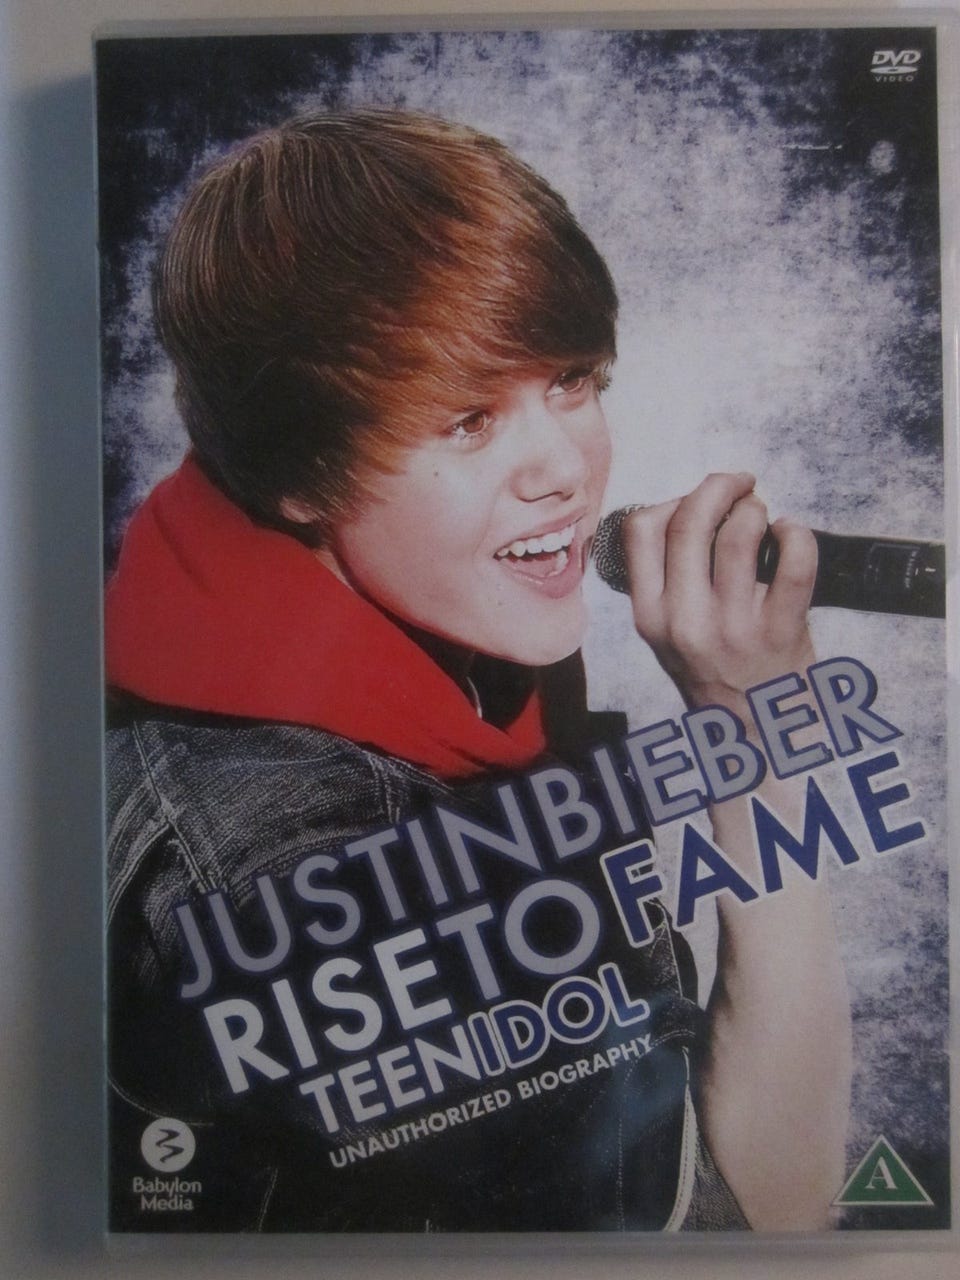 DVD
VIDEO
JUSTINBIEBER
RISETO FAME
TEENIDOL
UNAUTHORIZED BIOGRAPHY
Babylon
Media
A